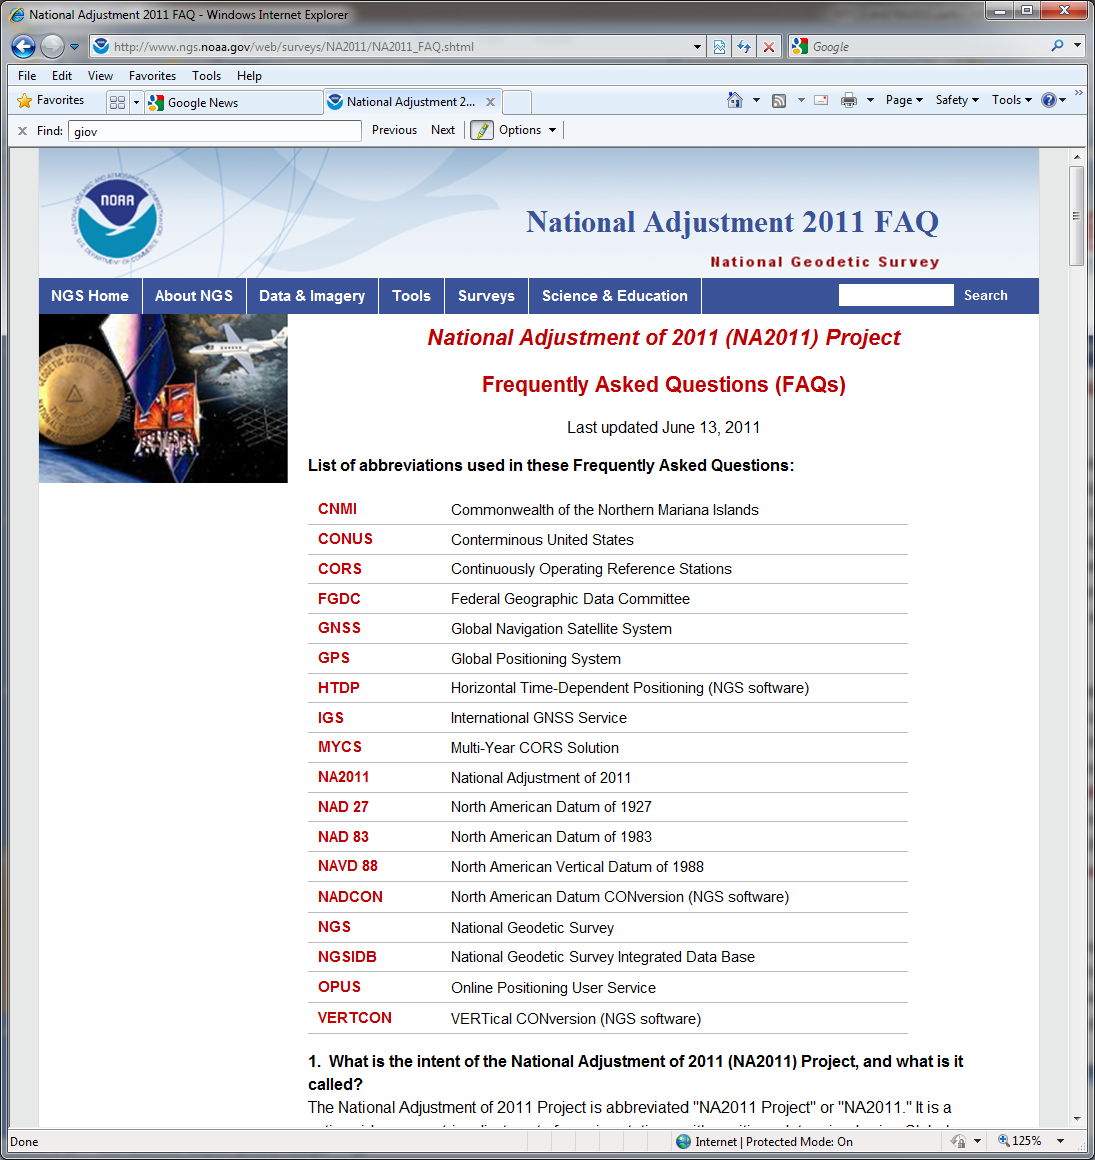 National Adjustment 2011 FAQ - Windows Internet Explorer
http://www.ngs.noaa.gov/web/surveys/NA2011/NA2011_FAQ.shtml
Google
File Edit View Favorites Tools Help
Favorites
Google News
National Adjustment 2...
Page Safety Tools
Find: giov Previous Next Options
NOAA
National Adjustment 2011 FAQ
National Geodetic Survey
NGS Home About NGS Data & Imagery Tools Surveys Science & Education Search
National Adjustment of 2011 (NA2011) Project
Frequently Asked Questions (FAQs)
Last updated June 13, 2011
List of abbreviations used in these Frequently Asked Questions:
CNMI Commonwealth of the Northern Mariana Islands
CONUS Conterminous United States
CORS Continuously Operating Reference Stations
FGDC Federal Geographic Data Committee
GNSS Global Navigation Satellite System
GPS Global Positioning System
HTDP Horizontal Time-Dependent Positioning (NGS software)
IGS International GNSS Service
MYCS Multi-Year CORS Solution
NA2011 National Adjustment of 2011
NAD 27 North American Datum of 1927
NAD 83 North American Datum of 1983
NAVD 88 North American Vertical Datum of 1988
NADCON North American Datum CONversion (NGS software)
NGS National Geodetic Survey
NGSIDB National Geodetic Survey Integrated Data Base
OPUS Online Positioning User Service
VERTCON VERTical CONversion (NGS software)
1. What is the intent of the National Adjustment of 2011 (NA2011) Project, and what is it
called?
The National Adjustment of 2011 Project is abbreviated "NA2011 Project" or "NA2011." It is a
Done
Internet | Protected Mode: On
125%